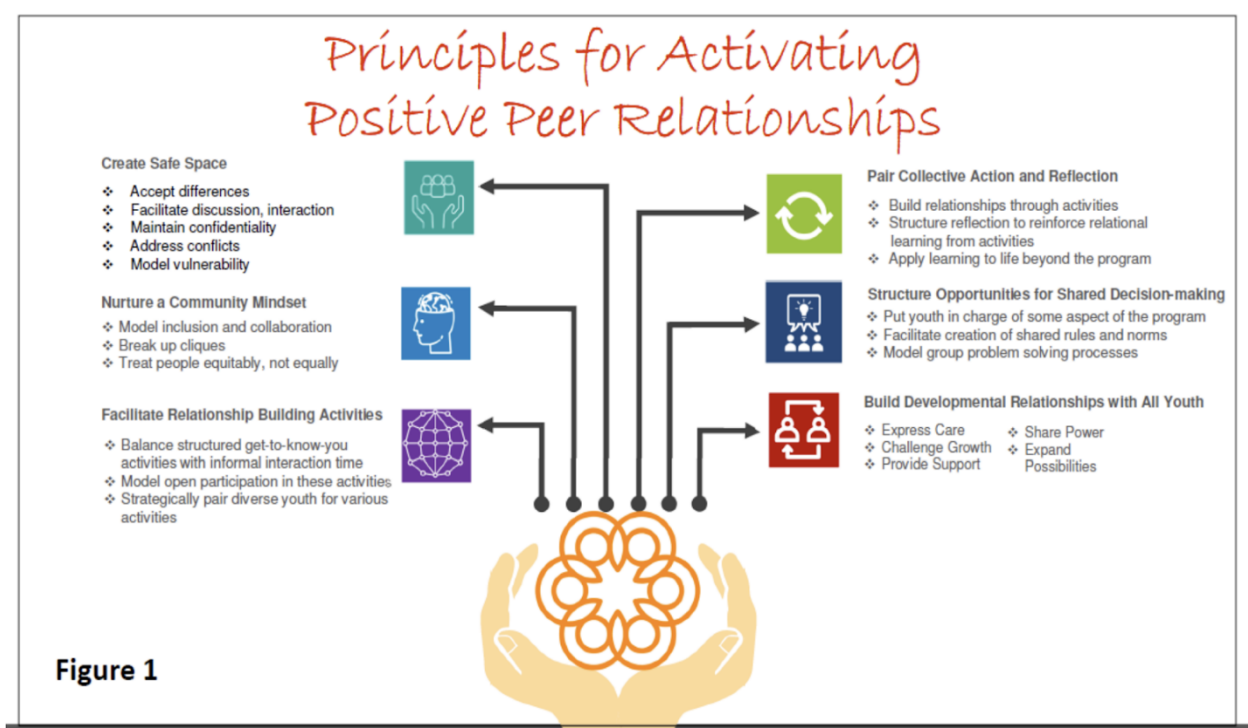 Principles for Activating
Positive Peer Relationships
Create Safe Space
❖ Accept differences
❖ Facilitate discussion, interaction
❖ Maintain confidentiality
❖ Address conflicts
❖ Model vulnerability
Nurture a Community Mindset
❖ Model inclusion and collaboration
❖ Break up cliques
❖ Treat people equitably, not equally
Facilitate Relationship Building Activities
❖ Balance structured get-to-know-you
activities with informal interaction time
❖ Model open participation in these activities
❖ Strategically pair diverse youth for various
activities
Pair Collective Action and Reflection
❖ Build relationships through activities
❖ Structure reflection to reinforce relational
learning from activities
❖ Apply learning to life beyond the program
Structure Opportunities for Shared Decision-making
❖ Put youth in charge of some aspect of the program
❖ Facilitate creation of shared rules and norms
❖ Model group problem solving processes
Build Developmental Relationships with All Youth
❖ Express Care
❖ Challenge Growth
❖ Provide Support
❖ Share Power
❖ Expand
Possibilities
Figure 1